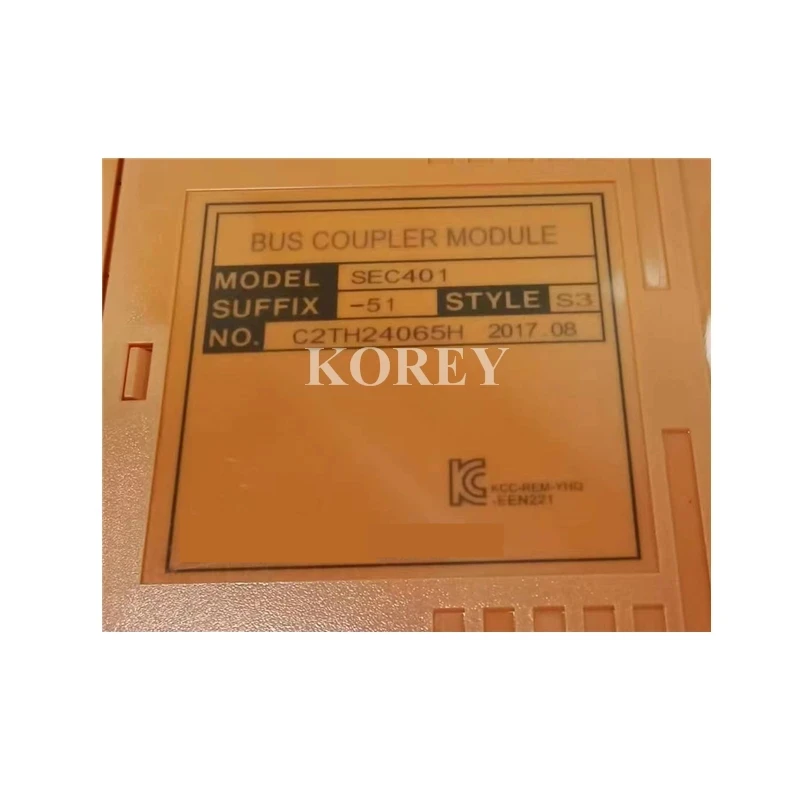 BUS COUPLER MODULE
MODEL SEC401
SUFFIX -51 STYLE S3
NO. C2TH24065H 2017.08
KOREY
KCC-REM-YHQ
-EEN221